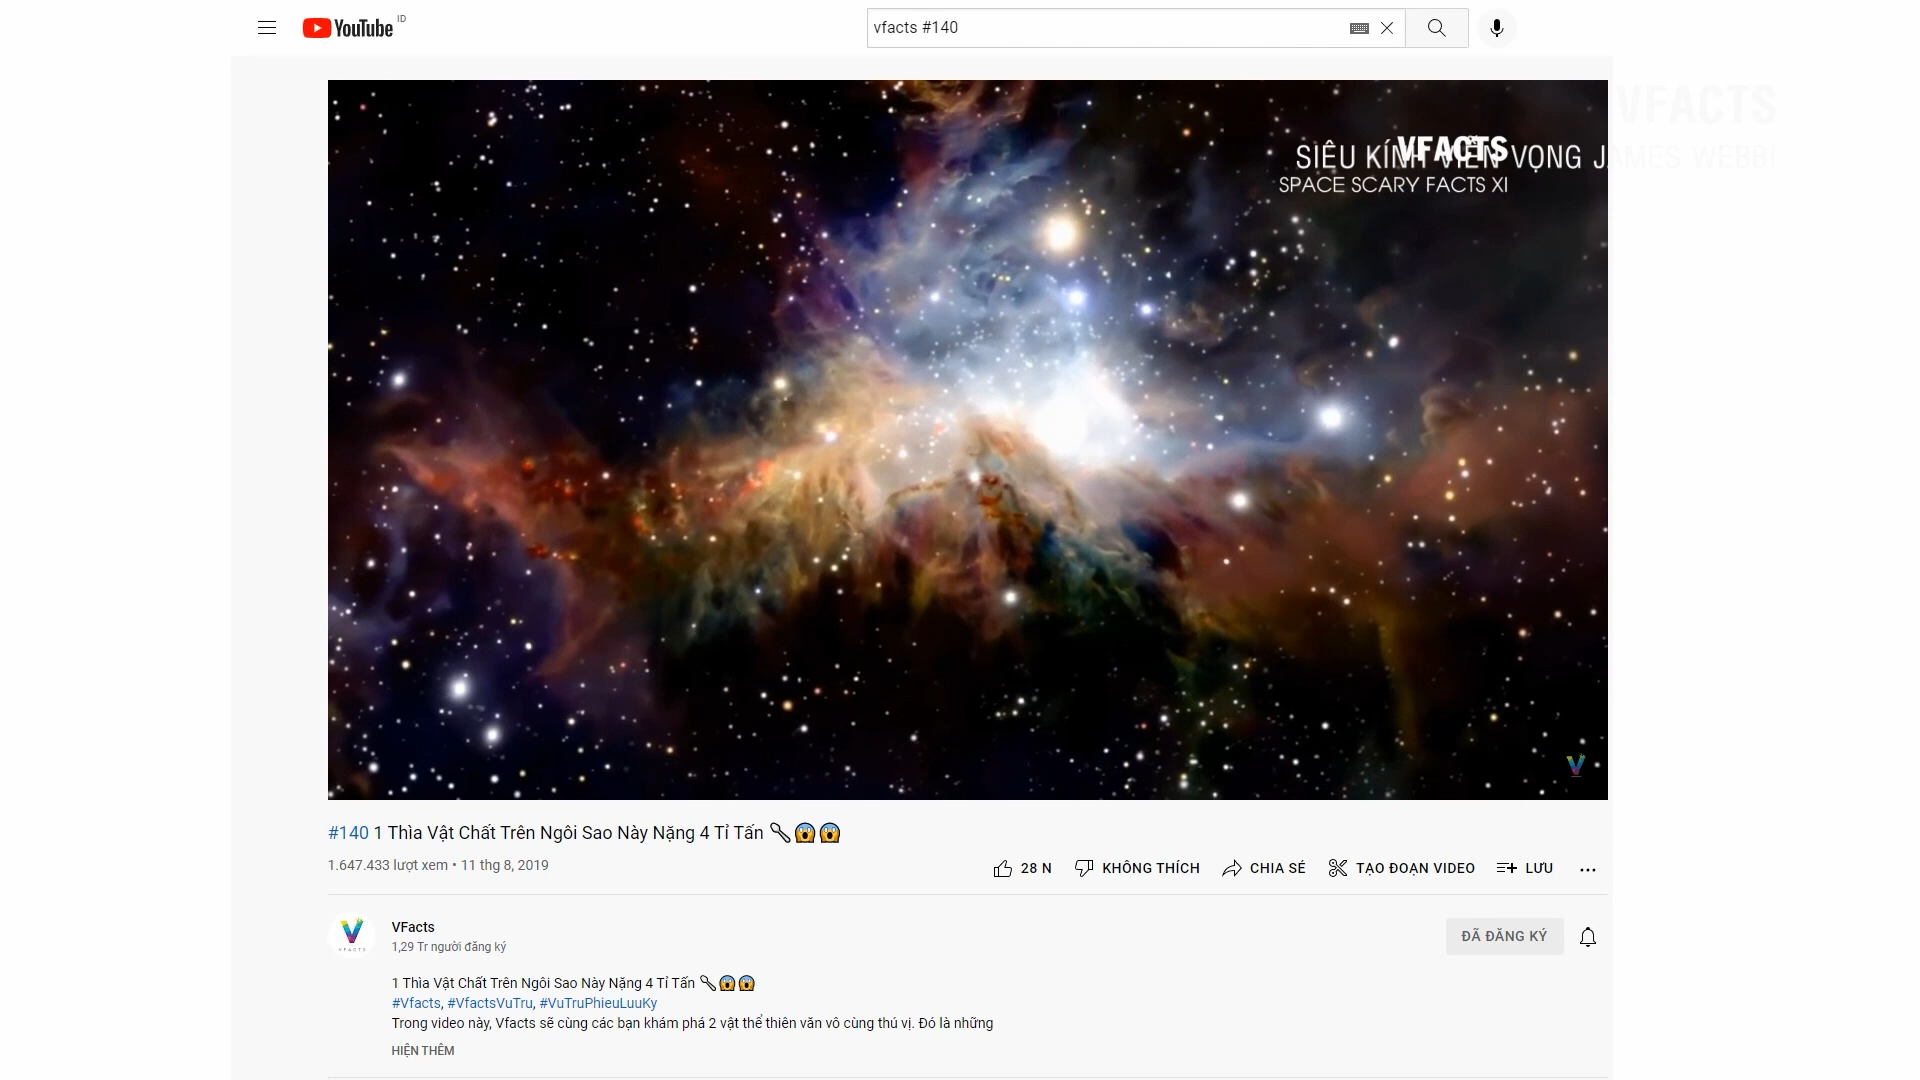 YouTube ID
vfacts #140
VFACTS
VFACTS
SIÊU KÍNH VIỄN VỌNG JAMES WEBB!
SPACE SCARY FACTS XI
#140 1 Thìa Vật Chất Trên Ngôi Sao Này Nặng 4 Tỉ Tấn 🥄😱😱
1.647.433 lượt xem • 11 thg 8, 2019
28 N KHÔNG THÍCH CHIA SẺ TẠO ĐOẠN VIDEO LƯU
VFacts
1,29 Tr người đăng ký
ĐÃ ĐĂNG KÝ
1 Thìa Vật Chất Trên Ngôi Sao Này Nặng 4 Tỉ Tấn 🥄😱😱
#Vfacts, #VfactsVuTru, #VuTruPhieuLuuKy
Trong video này, Vfacts sẽ cùng các bạn khám phá 2 vật thể thiên văn vô cùng thú vị. Đó là những
HIỆN THÊM